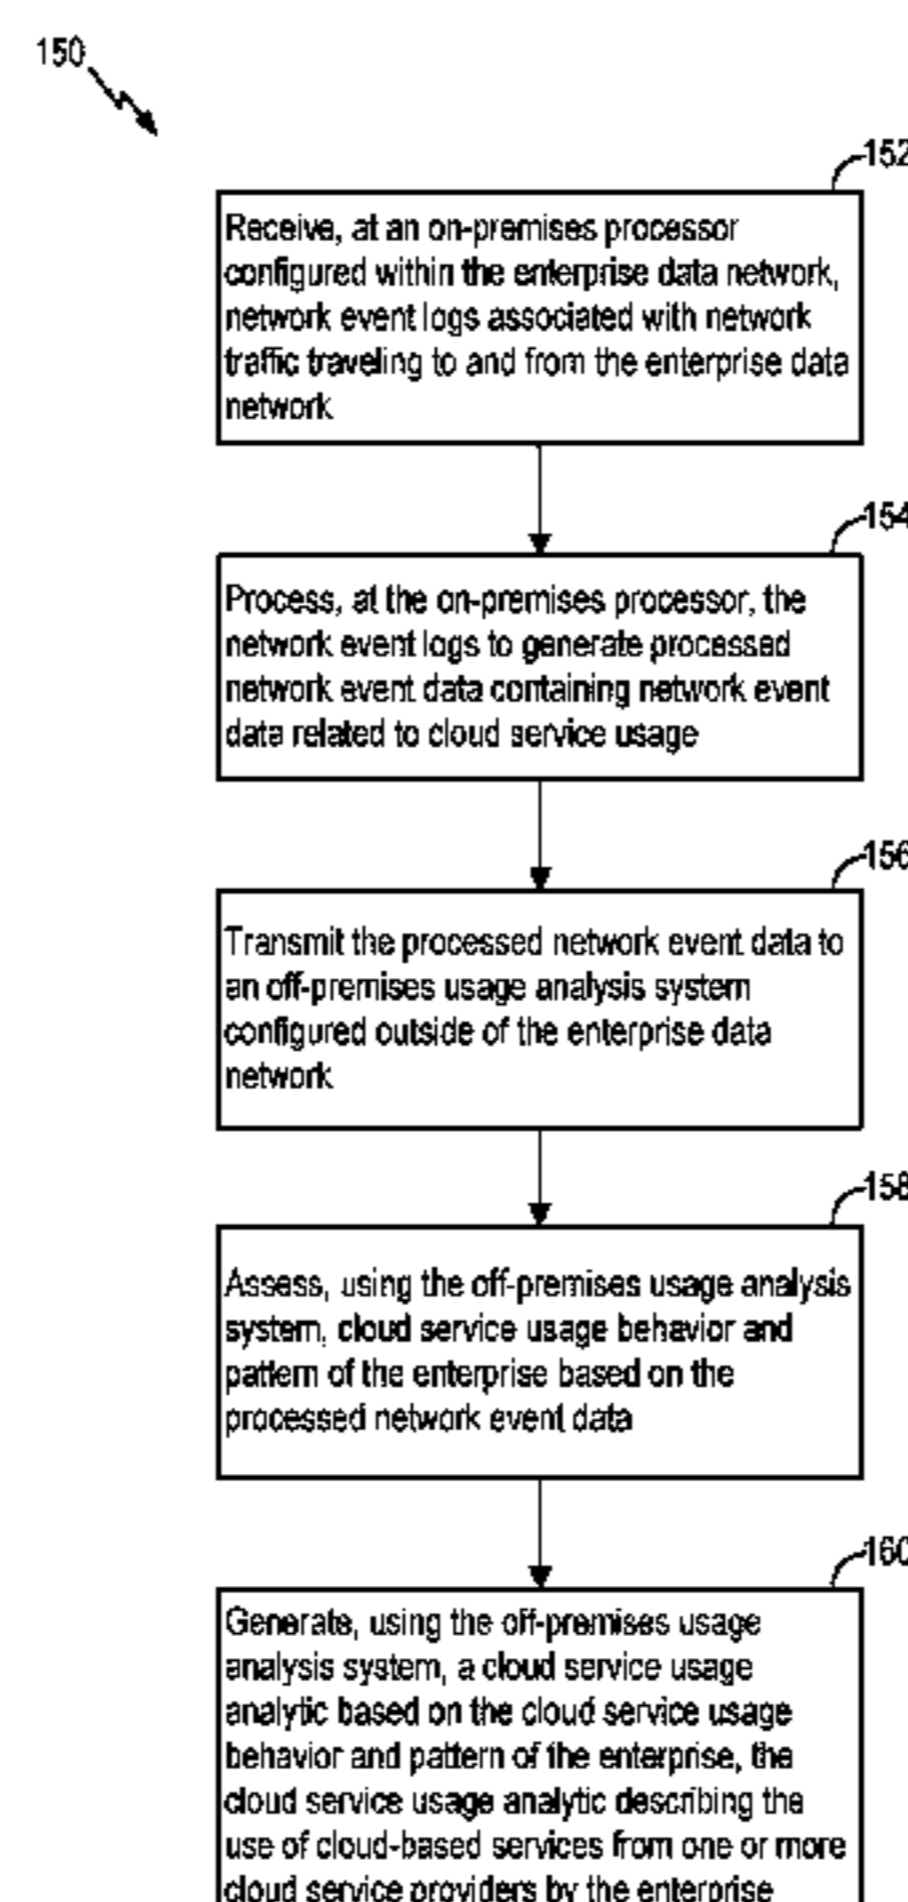 150
152
Receive, at an on-premises processor
configured within the enterprise data network,
network event logs associated with network
traffic traveling to and from the enterprise data
network
154
Process, at the on-premises processor, the
network event logs to generate processed
network event data containing network event
data related to cloud service usage
156
Transmit the processed network event data to
an off-premises usage analysis system
configured outside of the enterprise data
network
158
Assess, using the off-premises usage analysis
system, cloud service usage behavior and
pattern of the enterprise based on the
processed network event data
160
Generate, using the off-premises usage
analysis system, a cloud service usage
analytic based on the cloud service usage
behavior and pattern of the enterprise, the
cloud service usage analytic describing the
use of cloud-based services from one or more
cloud service providers by the enterprise